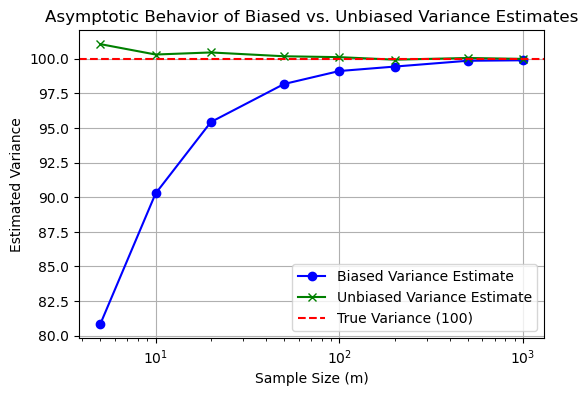 Asymptotic Behavior of Biased vs. Unbiased Variance Estimates
Estimated Variance
100.0
97.5
95.0
92.5
90.0
87.5
85.0
82.5
80.0
Biased Variance Estimate
Unbiased Variance Estimate
True Variance (100)
10¹
10²
10³
Sample Size (m)